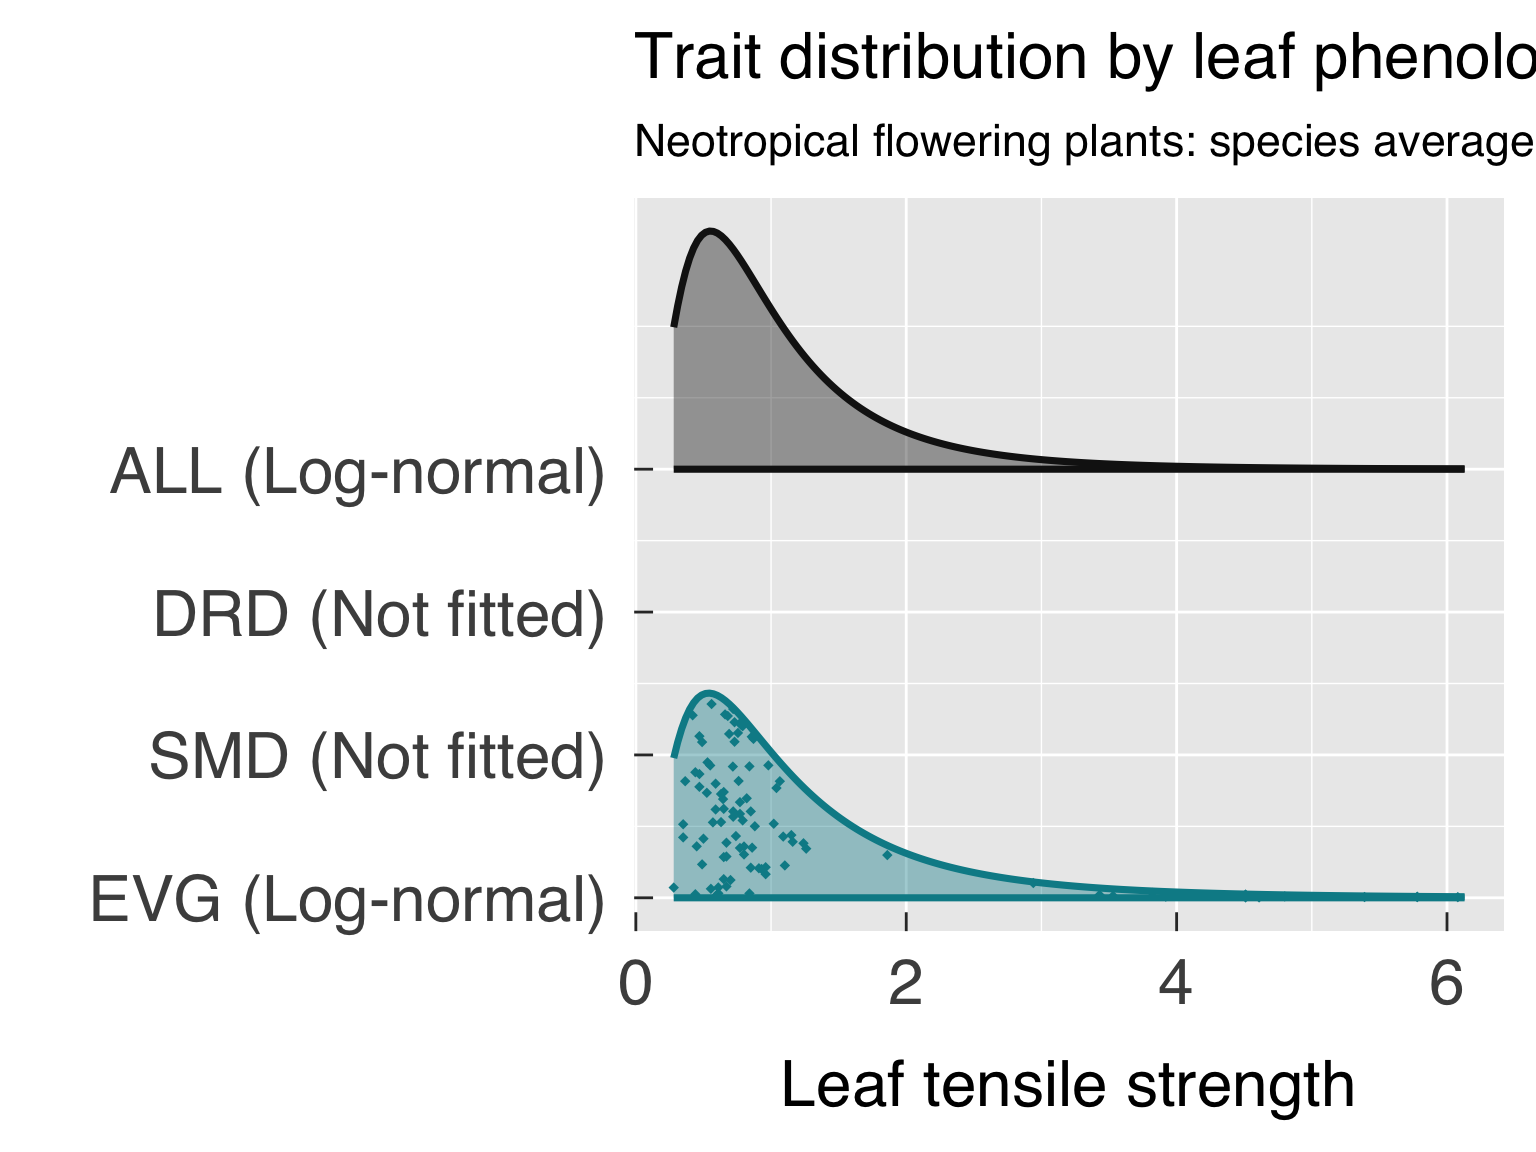 Trait distribution by leaf phenolo
Neotropical flowering plants: species average
ALL (Log-normal)
DRD (Not fitted)
SMD (Not fitted)
EVG (Log-normal)
0 2 4 6
Leaf tensile strength